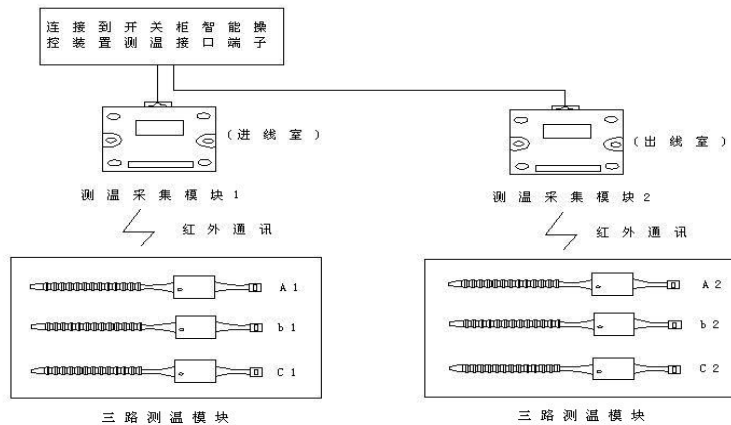 连接到开关柜智能操
控装置测温接口端子
(进线室)
(出线室)
测温采集模块1
测温采集模块2
红外通讯
红外通讯
A1
b1
C1
A2
b2
C2
三路测温模块
三路测温模块